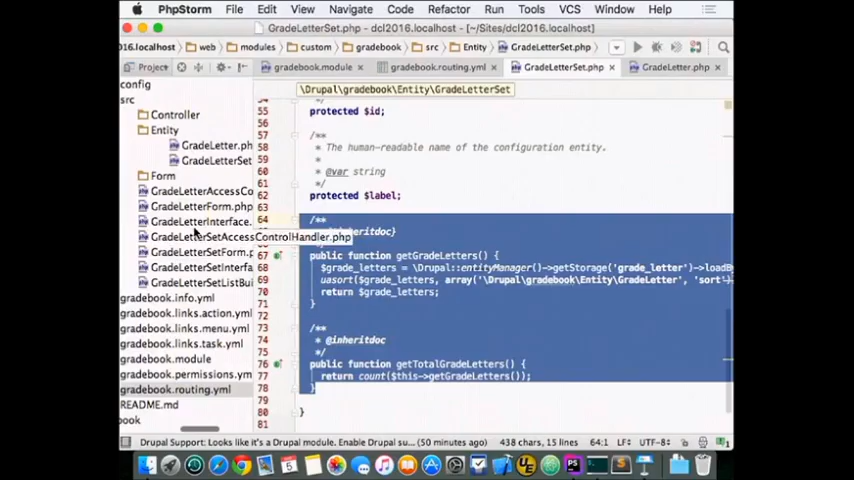 PhpStorm File Edit View Navigate Code Refactor Run Tools VCS Window
GradeLetterSet.php - dcl2016.localhost - [~/Sites/dcl2016.localhost]
016.localhost web modules custom gradebook src Entity GradeLetterSet.php
Project gradebook.module gradebook.routing.yml GradeLetterSet.php GradeLetter.php
config
src
Controller
Entity
GradeLetter.ph
GradeLetterSet
Form
GradeLetterAccessCo
GradeLetterForm.php
GradeLetterInterface.
GradeLetterSetAccessControlHandler.php
GradeLetterSetForm.p
GradeLetterSetInterfa
GradeLetterSetListBui
gradebook.info.yml
gradebook.links.action.yml
gradebook.links.menu.yml
gradebook.links.task.yml
gradebook.module
gradebook.permissions.ym
gradebook.routing.yml
README.md
book
\Drupal\gradebook\Entity\GradeLetterSet
54 */
55 protected $id;
56
57 /**
58 * The human-readable name of the configuration entity.
59 *
60 * @var string
61 */
62 protected $label;
63
64 /**
inheritdoc}
67 public function getGradeLetters() {
68 $grade_letters = \Drupal::entityManager()->getStorage('grade_letter')->loadB
69 uasort($grade_letters, array('\Drupal\gradebook\Entity\GradeLetter', 'sort')
70 return $grade_letters;
71 }
72
73 /**
74 * @inheritdoc
75 */
76 public function getTotalGradeLetters() {
77 return count($this->getGradeLetters());
78 }
79
80 }
81
Drupal Support: Looks like it's a Drupal module. Enable Drupal su... (50 minutes ago) 438 chars, 15 lines 64:1 LF÷ UTF-8÷ 1